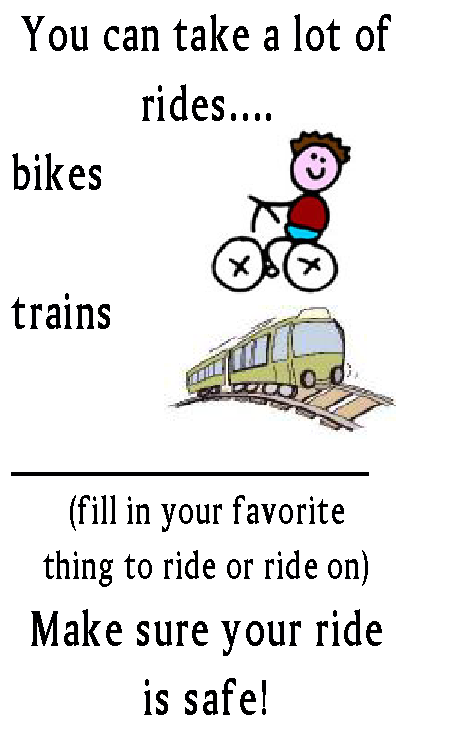 You can take a lot of
rides....
bikes
trains
(fill in your favorite
thing to ride or ride on)
Make sure your ride
is safe!